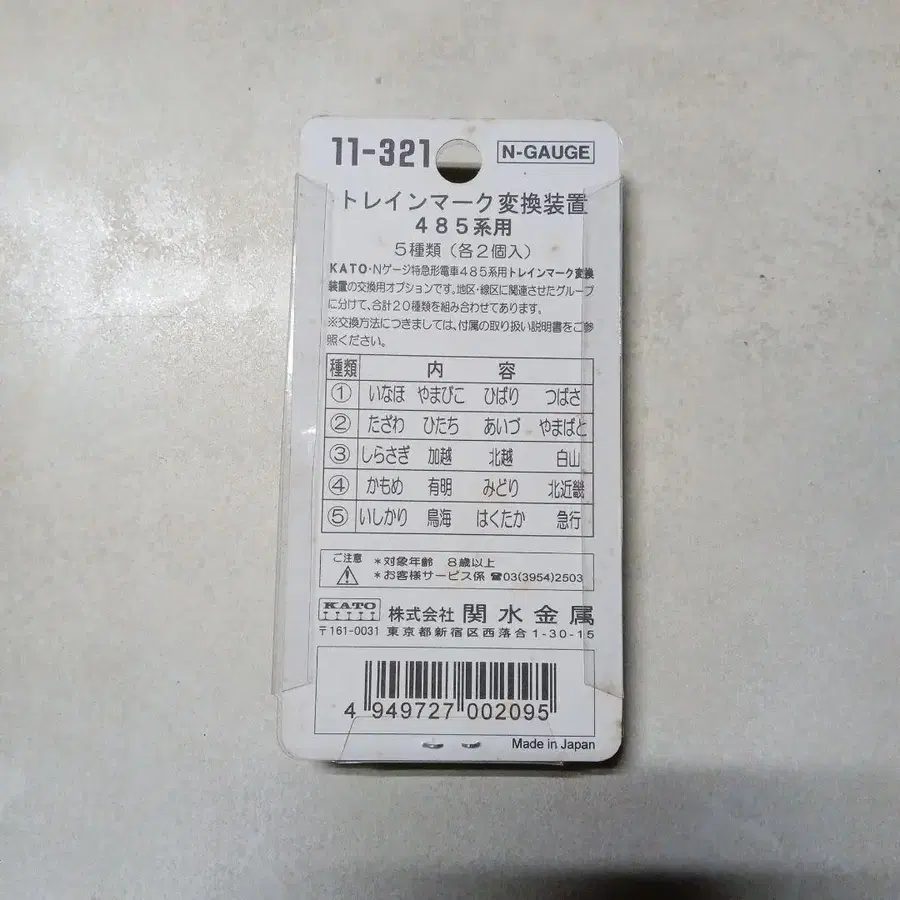 11-321 N-GAUGE
トレインマーク変換装置
485系用
5種類(各2個入)
KATO・Nゲージ特急形電車485系用トレインマーク変換
装置の交換用オプションです。地区・線区に関連させたグループ
に分けて、合計20種類を組み合わせてあります。
※交換方法につきましては、付属の取り扱い説明書をご参
照ください。
種類 内容
① いなほ やまびこ ひばり つばさ
② たざわ ひたち あいづ やまばと
③ しらさぎ 加越 北越 白山
④ かもめ 有明 みどり 北近畿
⑤ いしかり 鳥海 はくたか 急行
ご注意 *対象年齢 8歳以上
*お客様サービス係 ☎03(3954)2503
KATO 株式会社 関水金属
〒161-0031 東京都新宿区西落合1-30-15
4 949727 002095
Made in Japan